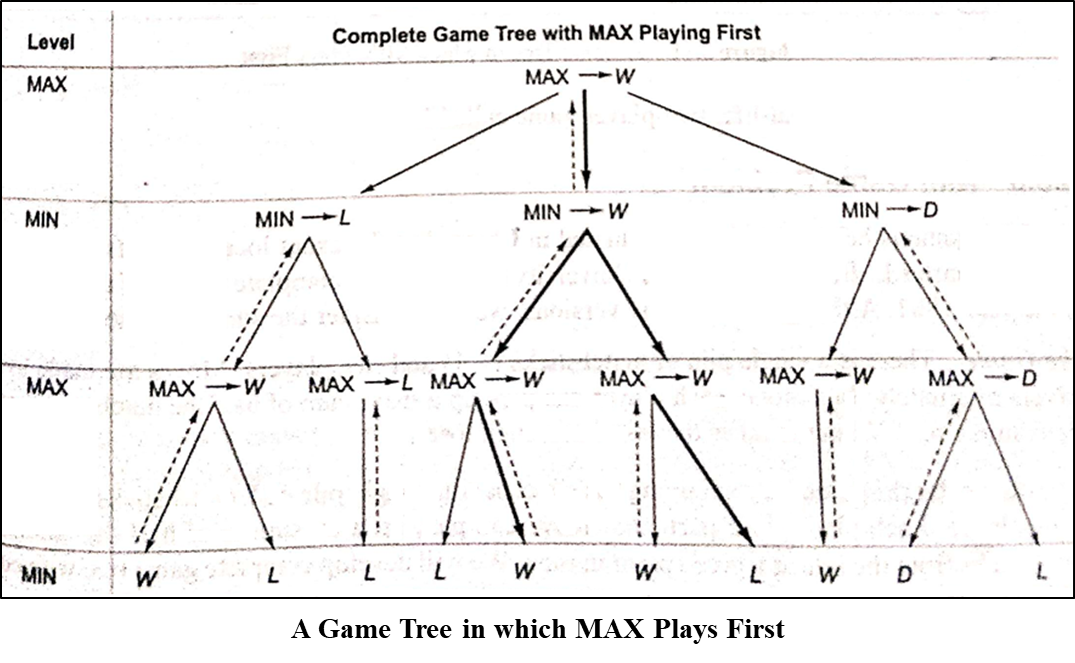 Level Complete Game Tree with MAX Playing First
MAX MAX → W
MIN MIN → L MIN → W MIN → D
MAX MAX → W MAX → L MAX → W MAX → W MAX → W MAX → D
MIN W L L L W W L W D L
A Game Tree in which MAX Plays First